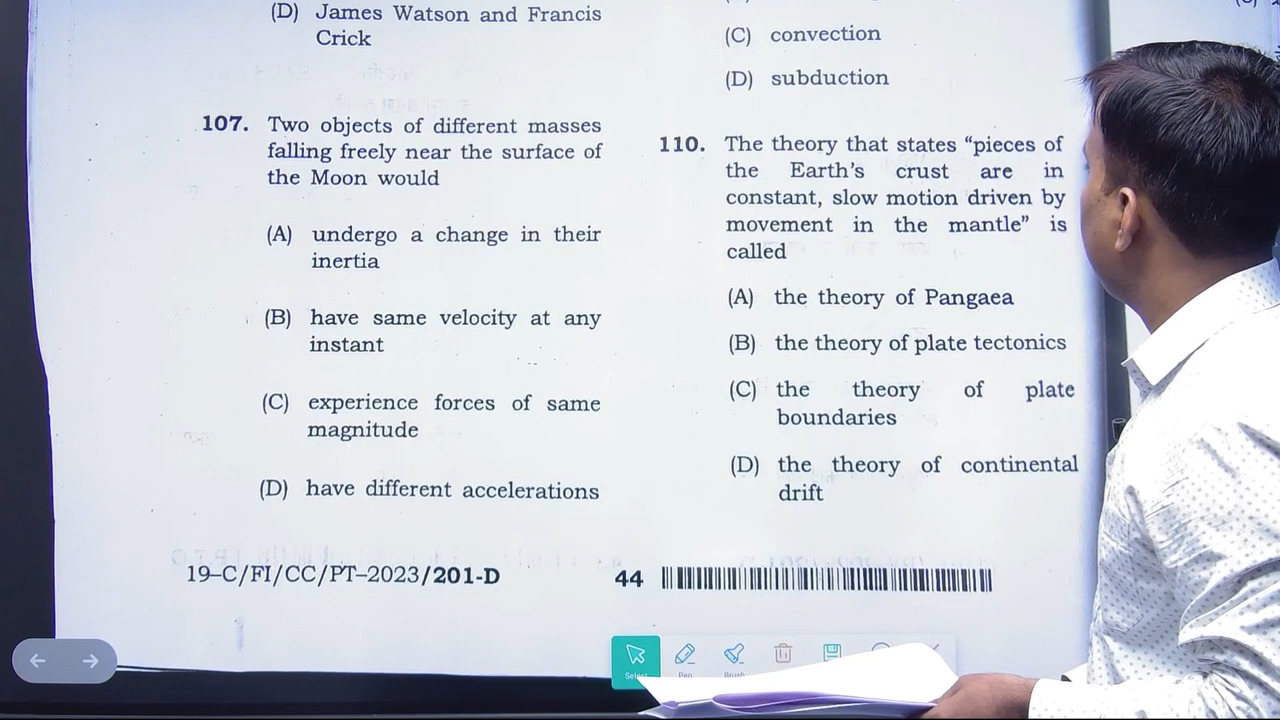 (D) James Watson and Francis
Crick
107. Two objects of different masses
falling freely near the surface of
the Moon would
(A) undergo a change in their
inertia
(B) have same velocity at any
instant
(C) experience forces of same
magnitude
(D) have different accelerations
(C) convection
(D) subduction
110. The theory that states “pieces of
the Earth’s crust are in
constant, slow motion driven by
movement in the mantle” is
called
(A) the theory of Pangaea
(B) the theory of plate tectonics
(C) the theory of plate
boundaries
(D) the theory of continental
drift
19–C/FI/CC/PT–2023/201-D
44
Select
Pen
Brush